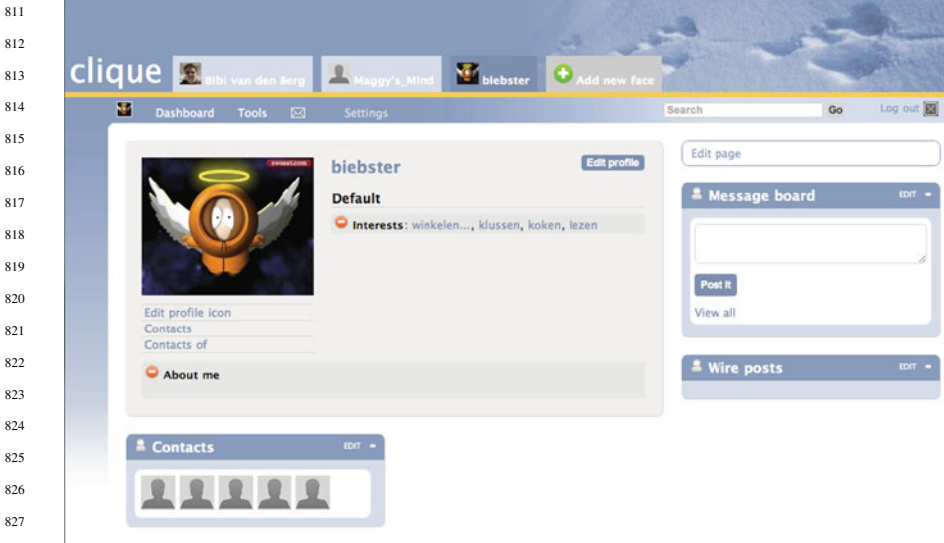 811
812
813
814
815
816
817
818
819
820
821
822
823
824
825
826
827
clique
Bibi van den Berg
Maggy's_Mind
biebster
Add new face
Dashboard Tools Settings
Search Go Log out
biebster
Edit profile
Default
Interests: winkelen..., klussen, koken, lezen
Edit profile icon
Contacts
Contacts of
About me
Contacts EDIT -
Edit page
Message board EDIT -
Post it
View all
Wire posts EDIT -